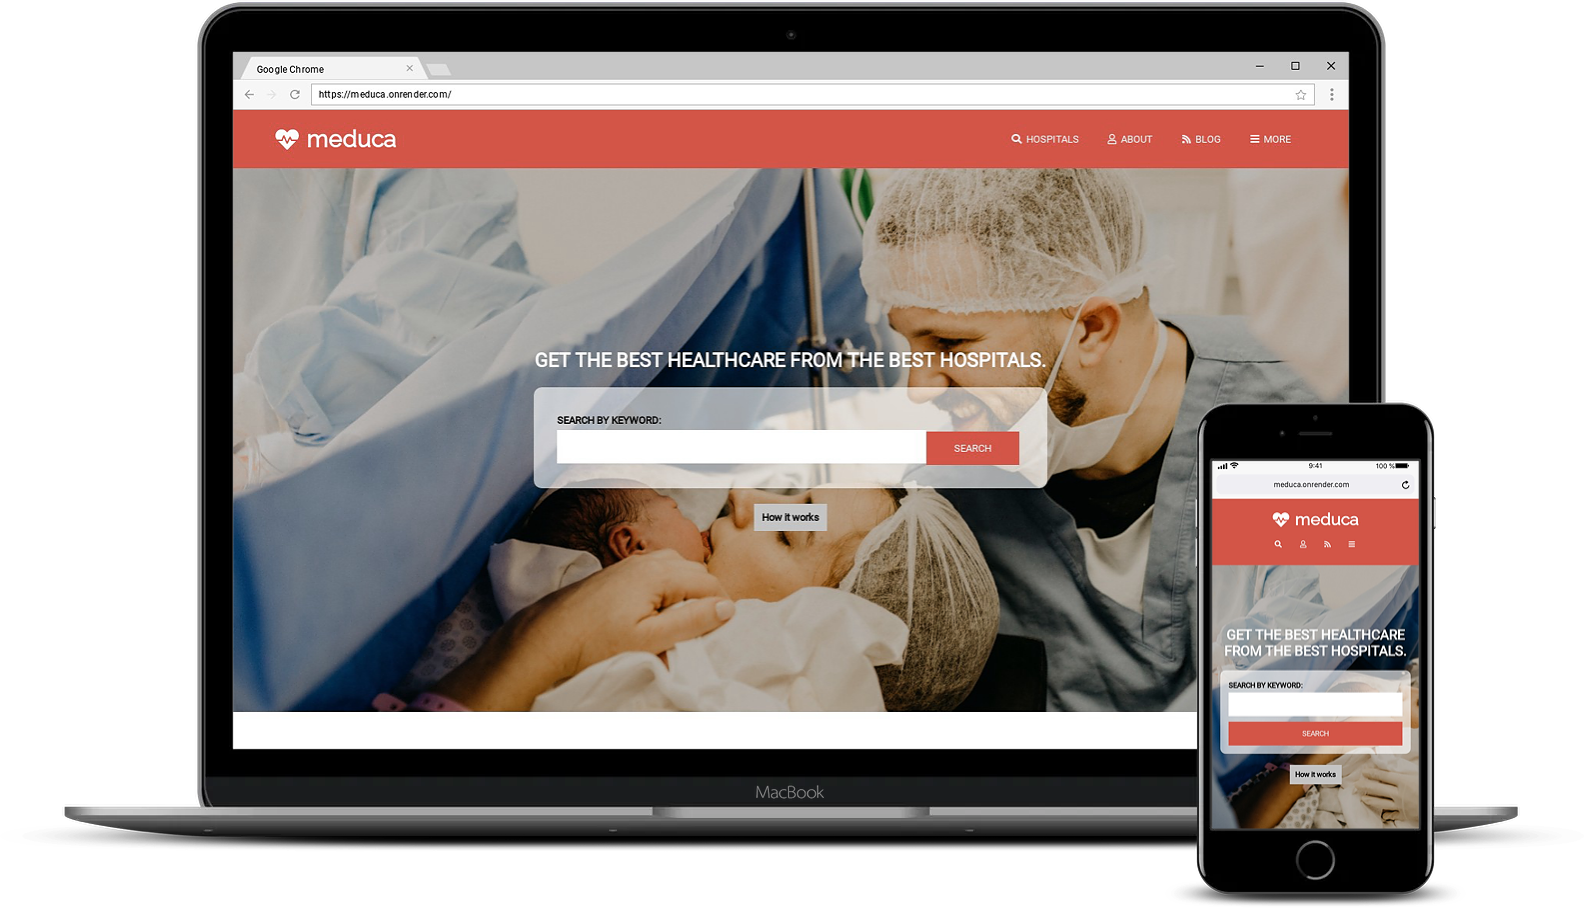 Google Chrome
https://meduca.onrender.com/
meduca
HOSPITALS ABOUT BLOG MORE
GET THE BEST HEALTHCARE FROM THE BEST HOSPITALS.
SEARCH BY KEYWORD:
SEARCH
How it works
MacBook
9:41 100 %
meduca.onrender.com
meduca
GET THE BEST HEALTHCARE
FROM THE BEST HOSPITALS.
SEARCH BY KEYWORD:
SEARCH
How it works